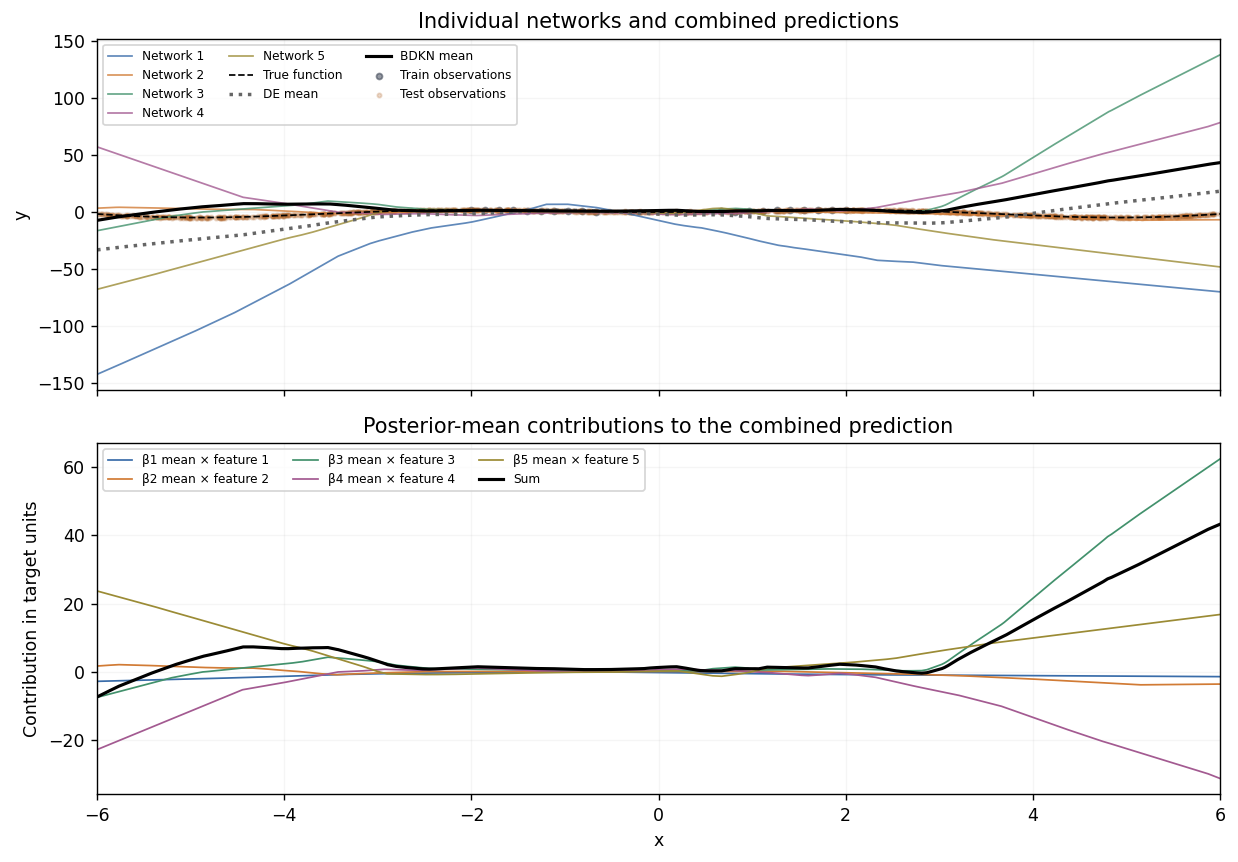 Individual networks and combined predictions
150
100
50
0
−50
−100
−150
y
Network 1
Network 2
Network 3
Network 4
Network 5
True function
DE mean
BDKN mean
Train observations
Test observations
Posterior-mean contributions to the combined prediction
60
40
20
0
−20
Contribution in target units
β1 mean × feature 1
β2 mean × feature 2
β3 mean × feature 3
β4 mean × feature 4
β5 mean × feature 5
Sum
−6
−4
−2
0
2
4
6
x